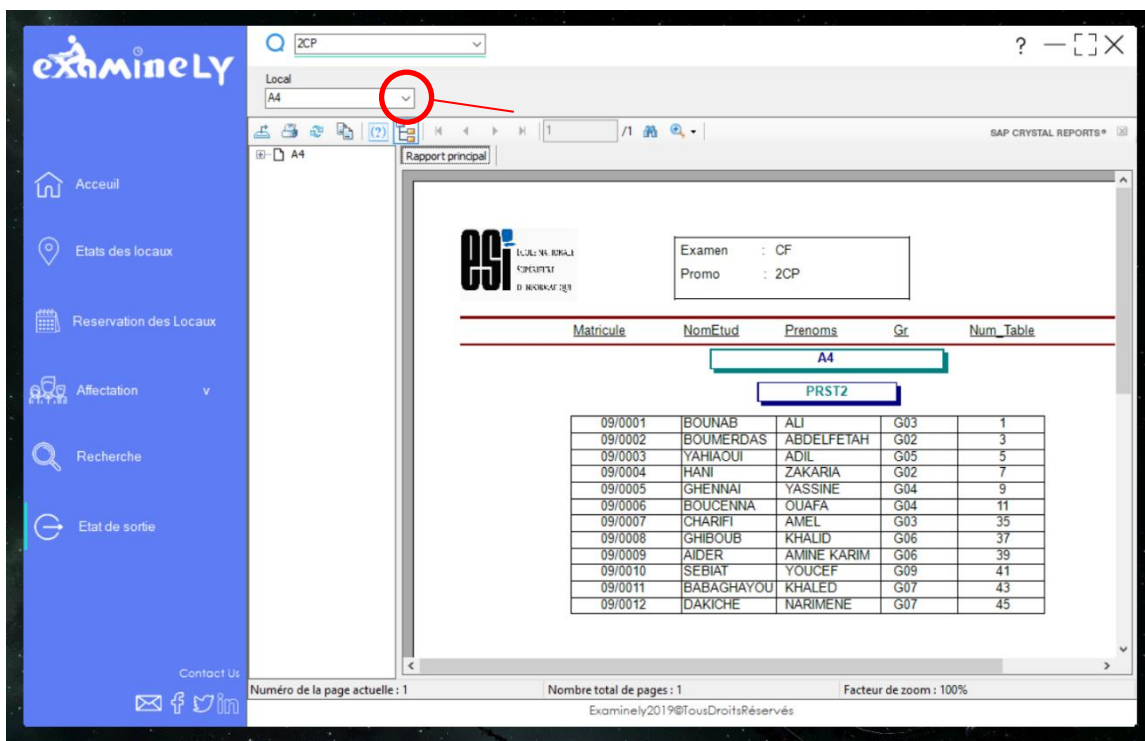 examinely
2CP
?
Local
A4
(?)
1 /1
SAP CRYSTAL REPORTS®
A4
Rapport principal
Acceuil
Etats des locaux
Reservation des Locaux
Affectation v
Recherche
Etat de sortie
Contact Us
esi
Examen : CF
Promo : 2CP
Matricule NomEtud Prenoms Gr Num_Table
A4
PRST2
09/0001 BOUNAB ALI G03 1
09/0002 BOUMERDAS ABDELFETAH G02 3
09/0003 YAHIAOUI ADIL G05 5
09/0004 HANI ZAKARIA G02 7
09/0005 GHENNAI YASSINE G04 9
09/0006 BOUCENNA OUAFA G04 11
09/0007 CHARIFI AMEL G03 35
09/0008 GHIBOUB KHALID G06 37
09/0009 AIDER AMINE KARIM G06 39
09/0010 SEBIAT YOUCEF G09 41
09/0011 BABAGHAYOU KHALED G07 43
09/0012 DAKICHE NARIMENE G07 45
Numéro de la page actuelle : 1 Nombre total de pages : 1 Facteur de zoom : 100%
Examinely2019©TousDroitsRéservés